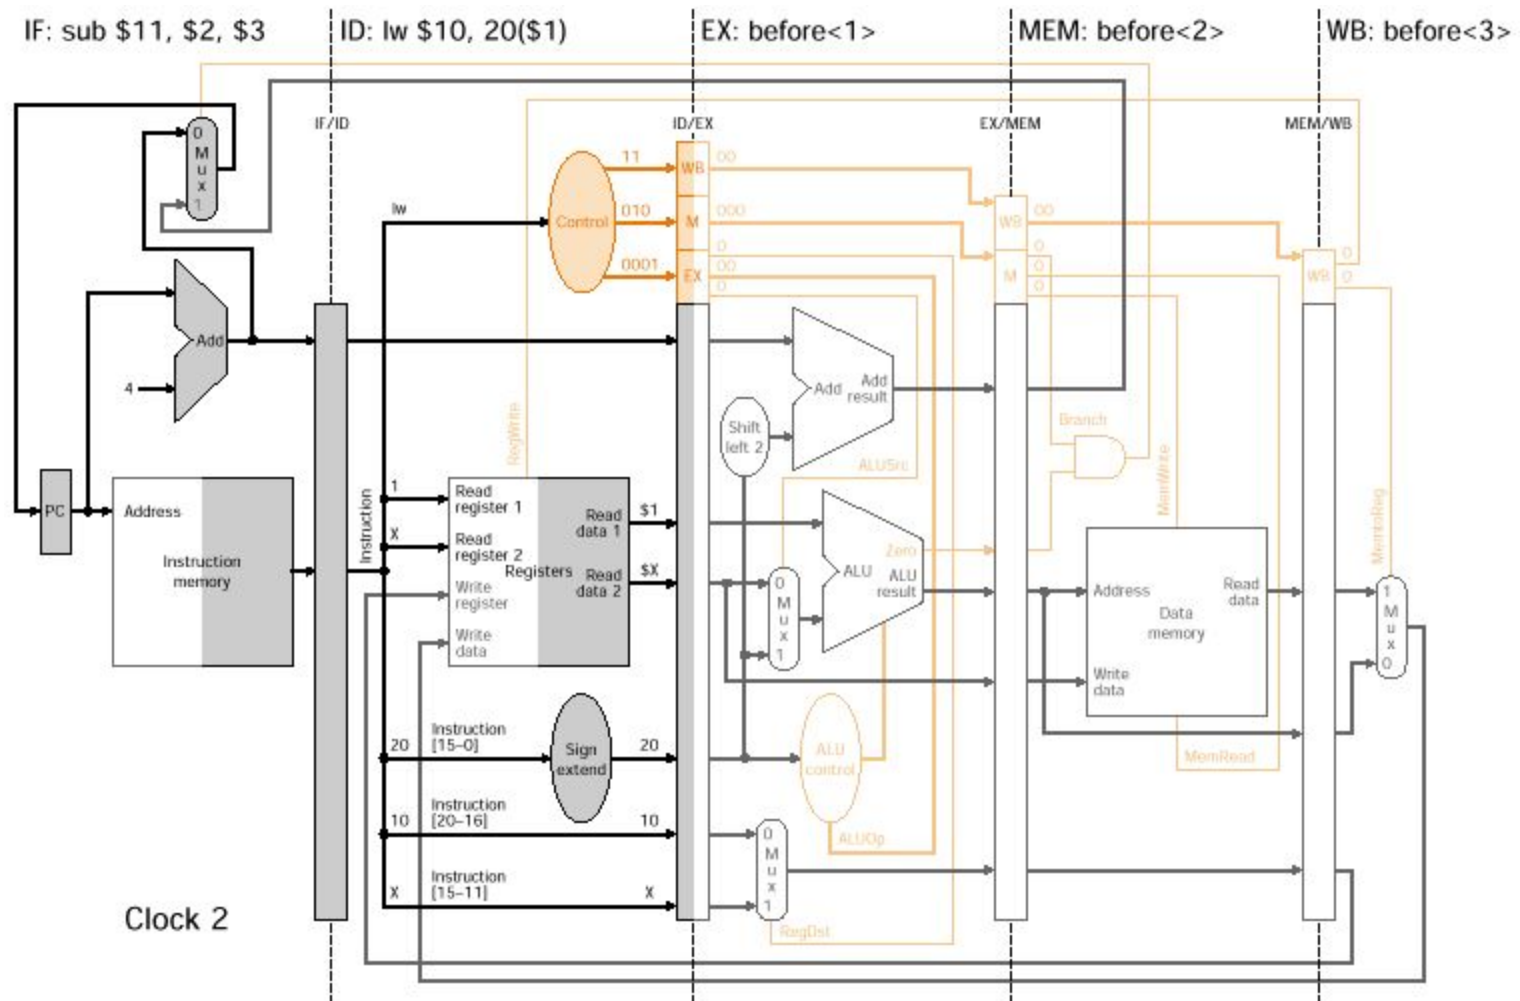 IF: sub $11, $2, $3
ID: lw $10, 20($1)
EX: before<1>
MEM: before<2>
WB: before<3>
IF/ID
ID/EX
EX/MEM
MEM/WB
0
M
u
x
1
lw
Control
11
010
0001
WB
M
EX
00
000
0
00
0
WB
M
00
0
0
0
WB
0
0
Add
4
PC
Address
Instruction
memory
Instruction
RegWrite
1
X
Read
register 1
Read
register 2
Registers
Write
register
Write
data
Read
data 1
Read
data 2
$1
$X
Shift
left 2
Add
Add
result
ALUSrc
0
M
u
x
1
ALU
Zero
ALU
result
Branch
MemWrite
Address
Read
data
Data
memory
Write
data
MemRead
MemtoReg
1
M
u
x
0
20
Instruction
[15–0]
Sign
extend
20
ALU
control
ALUOp
10
Instruction
[20–16]
10
X
Instruction
[15–11]
X
0
M
u
x
1
RegDst
Clock 2